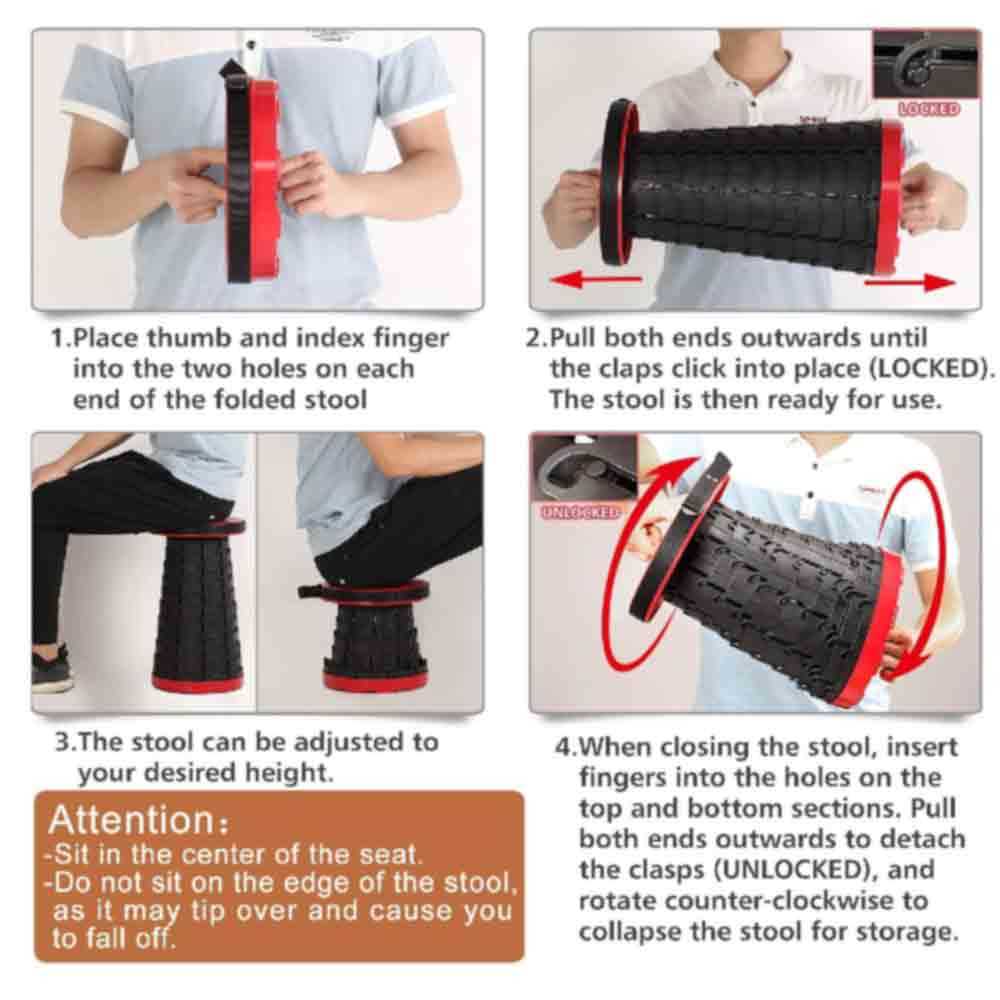 LOCKED
1.Place thumb and index finger
into the two holes on each
end of the folded stool
2.Pull both ends outwards until
the claps click into place (LOCKED).
The stool is then ready for use.
3.The stool can be adjusted to
your desired height.
UNLOCKED
4.When closing the stool, insert
fingers into the holes on the
top and bottom sections. Pull
both ends outwards to detach
the clasps (UNLOCKED), and
rotate counter-clockwise to
collapse the stool for storage.
Attention:
-Sit in the center of the seat.
-Do not sit on the edge of the stool,
as it may tip over and cause you
to fall off.